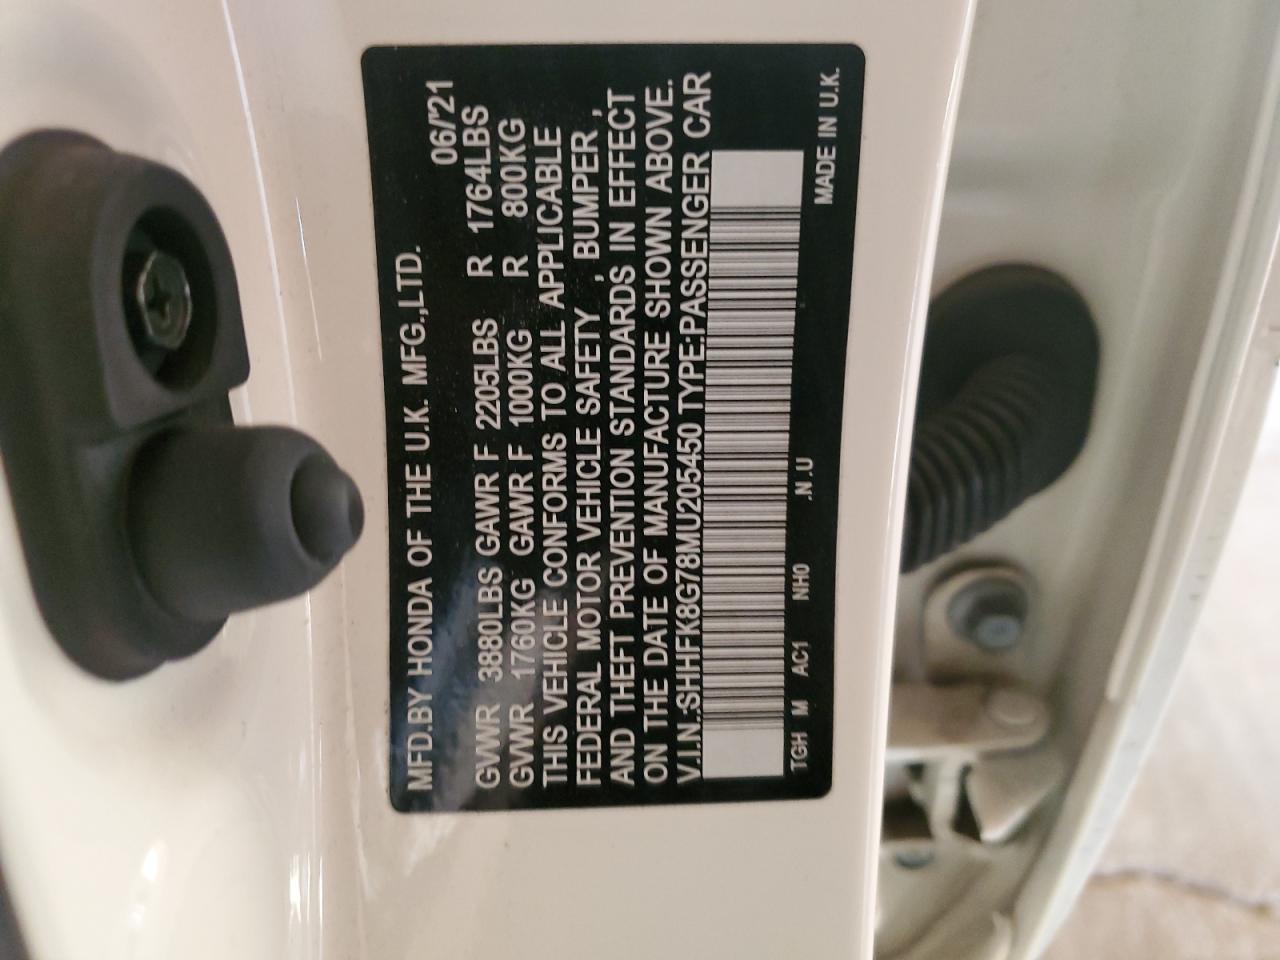 MFD.BY HONDA OF THE U.K. MFG.,LTD.
06/'21
GVWR 3880LBS GAWR F 2205LBS R 1764LBS
GVWR 1760KG GAWR F 1000KG R 800KG
THIS VEHICLE CONFORMS TO ALL APPLICABLE
FEDERAL MOTOR VEHICLE SAFETY , BUMPER ,
AND THEFT PREVENTION STANDARDS IN EFFECT
ON THE DATE OF MANUFACTURE SHOWN ABOVE.
V.I.N.:SHHFK8G78MU205450 TYPE:PASSENGER CAR
TGH M AC1 NH0 .N.U
MADE IN U.K.